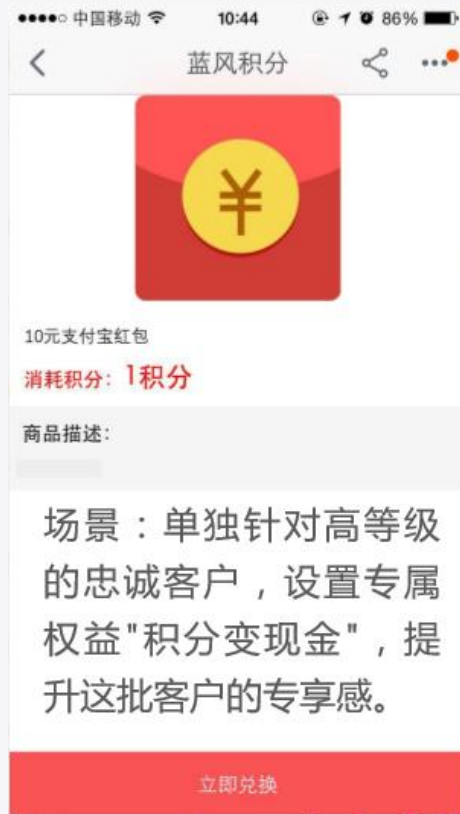 中国移动 10:44 86%
蓝风积分
¥
10元支付宝红包
消耗积分：1积分
商品描述：
场景：单独针对高等级
的忠诚客户，设置专属
权益"积分变现金"，提
升这批客户的专享感。
立即兑换